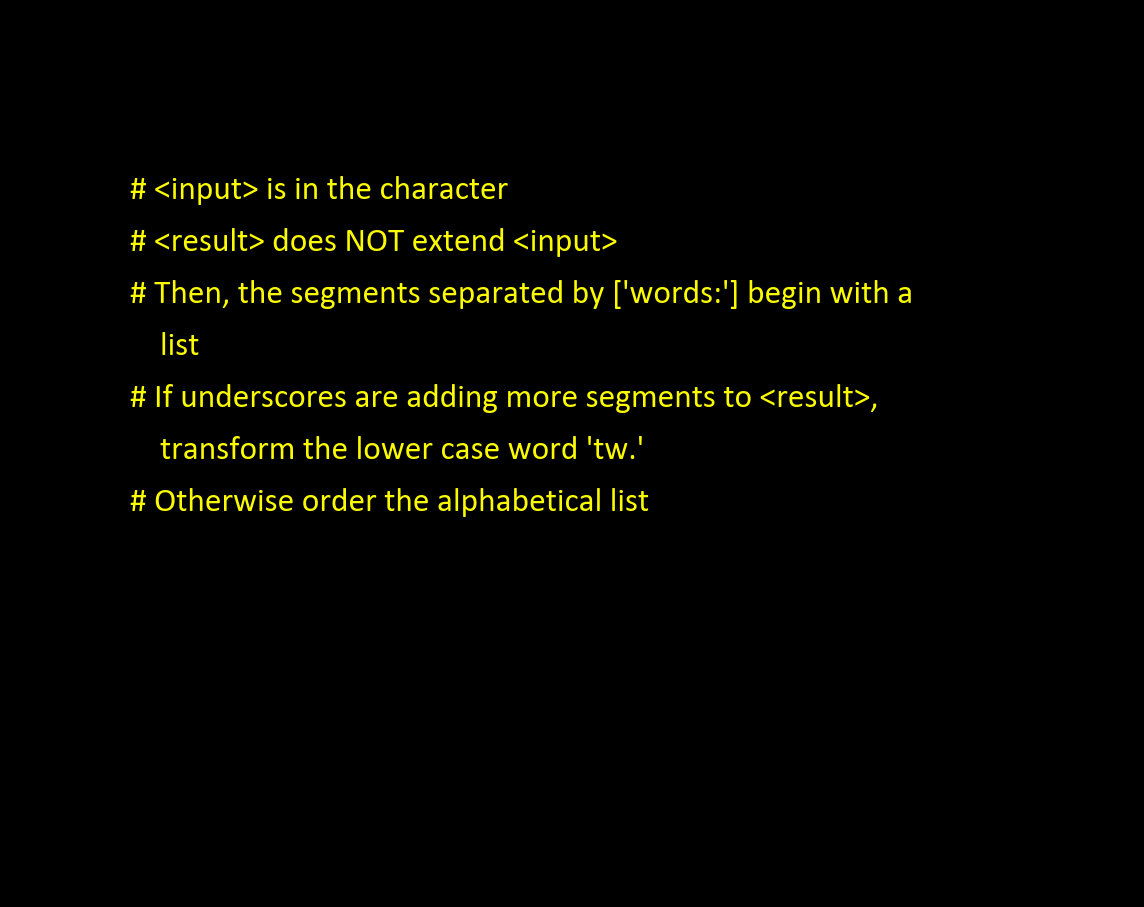 # <input> is in the character
# <result> does NOT extend <input>
# Then, the segments separated by ['words:'] begin with a
list
# If underscores are adding more segments to <result>,
transform the lower case word 'tw.'
# Otherwise order the alphabetical list